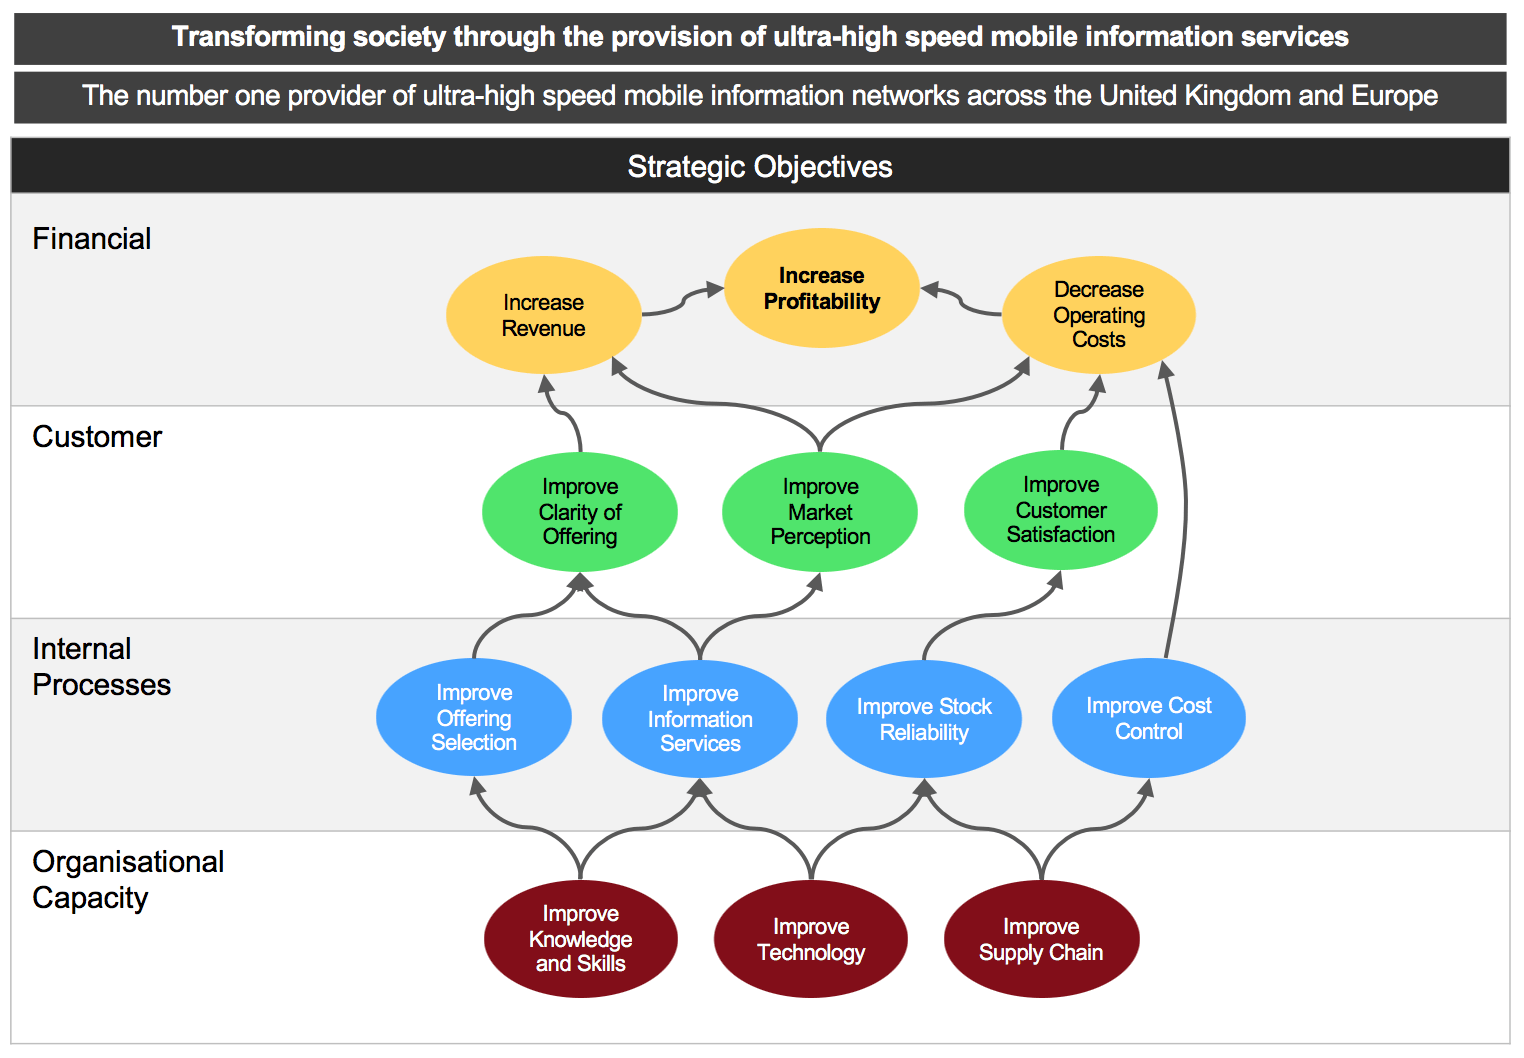 Transforming society through the provision of ultra-high speed mobile information services
The number one provider of ultra-high speed mobile information networks across the United Kingdom and Europe
Strategic Objectives
Financial
Increase
Revenue
Increase
Profitability
Decrease
Operating
Costs
Customer
Improve
Clarity of
Offering
Improve
Market
Perception
Improve
Customer
Satisfaction
Internal
Processes
Improve
Offering
Selection
Improve
Information
Services
Improve Stock
Reliability
Improve Cost
Control
Organisational
Capacity
Improve
Knowledge
and Skills
Improve
Technology
Improve
Supply Chain